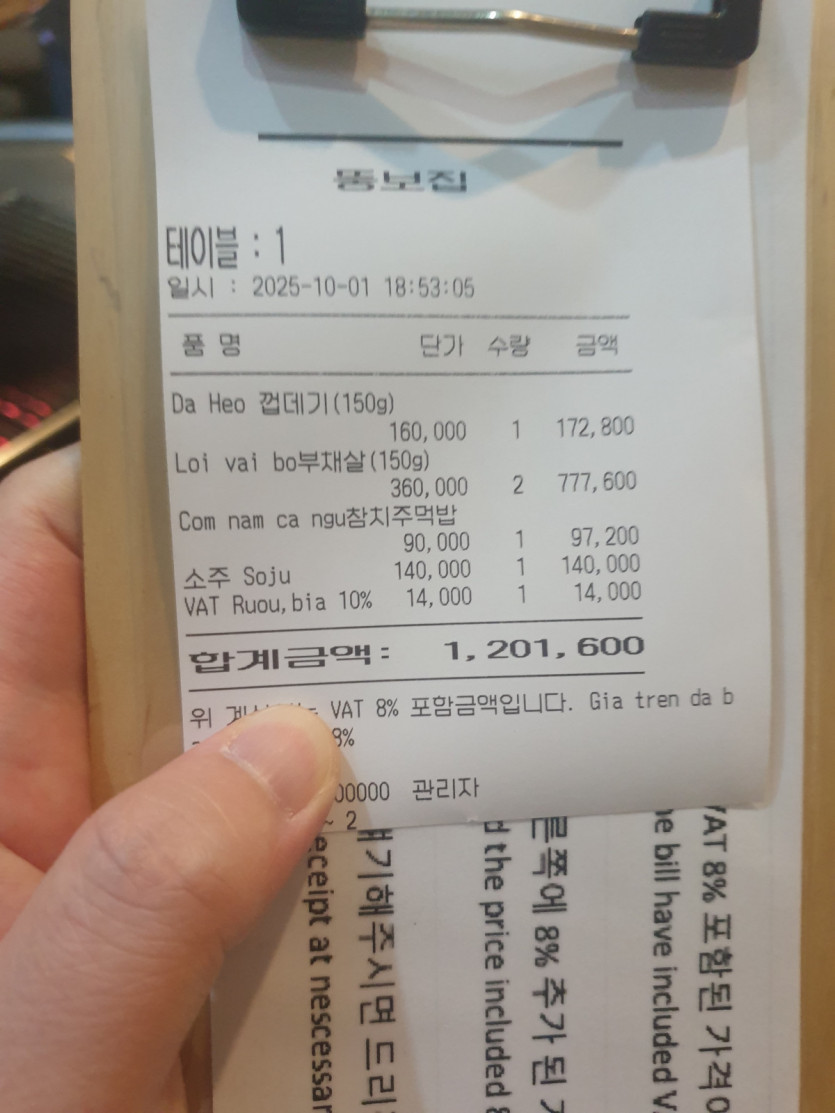 뚱보집
테이블 : 1
일시 : 2025-10-01 18:53:05
품 명 단가 수량 금액
Da Heo 껍데기(150g)
160,000 1 172,800
Loi vai bo부채살(150g)
360,000 2 777,600
Com nam ca ngu참치주먹밥
90,000 1 97,200
소주 Soju 140,000 1 140,000
VAT Ruou,bia 10% 14,000 1 14,000
합계금액: 1,201,600
위 VAT 8% 포함금액입니다. Gia tren da b
8%
00000 관리자
~ 2
VAT 8% 포함된 가격
bill have included
른쪽에 8% 추가 된
the price included
기해주시면 드리
eceipt at nescessar